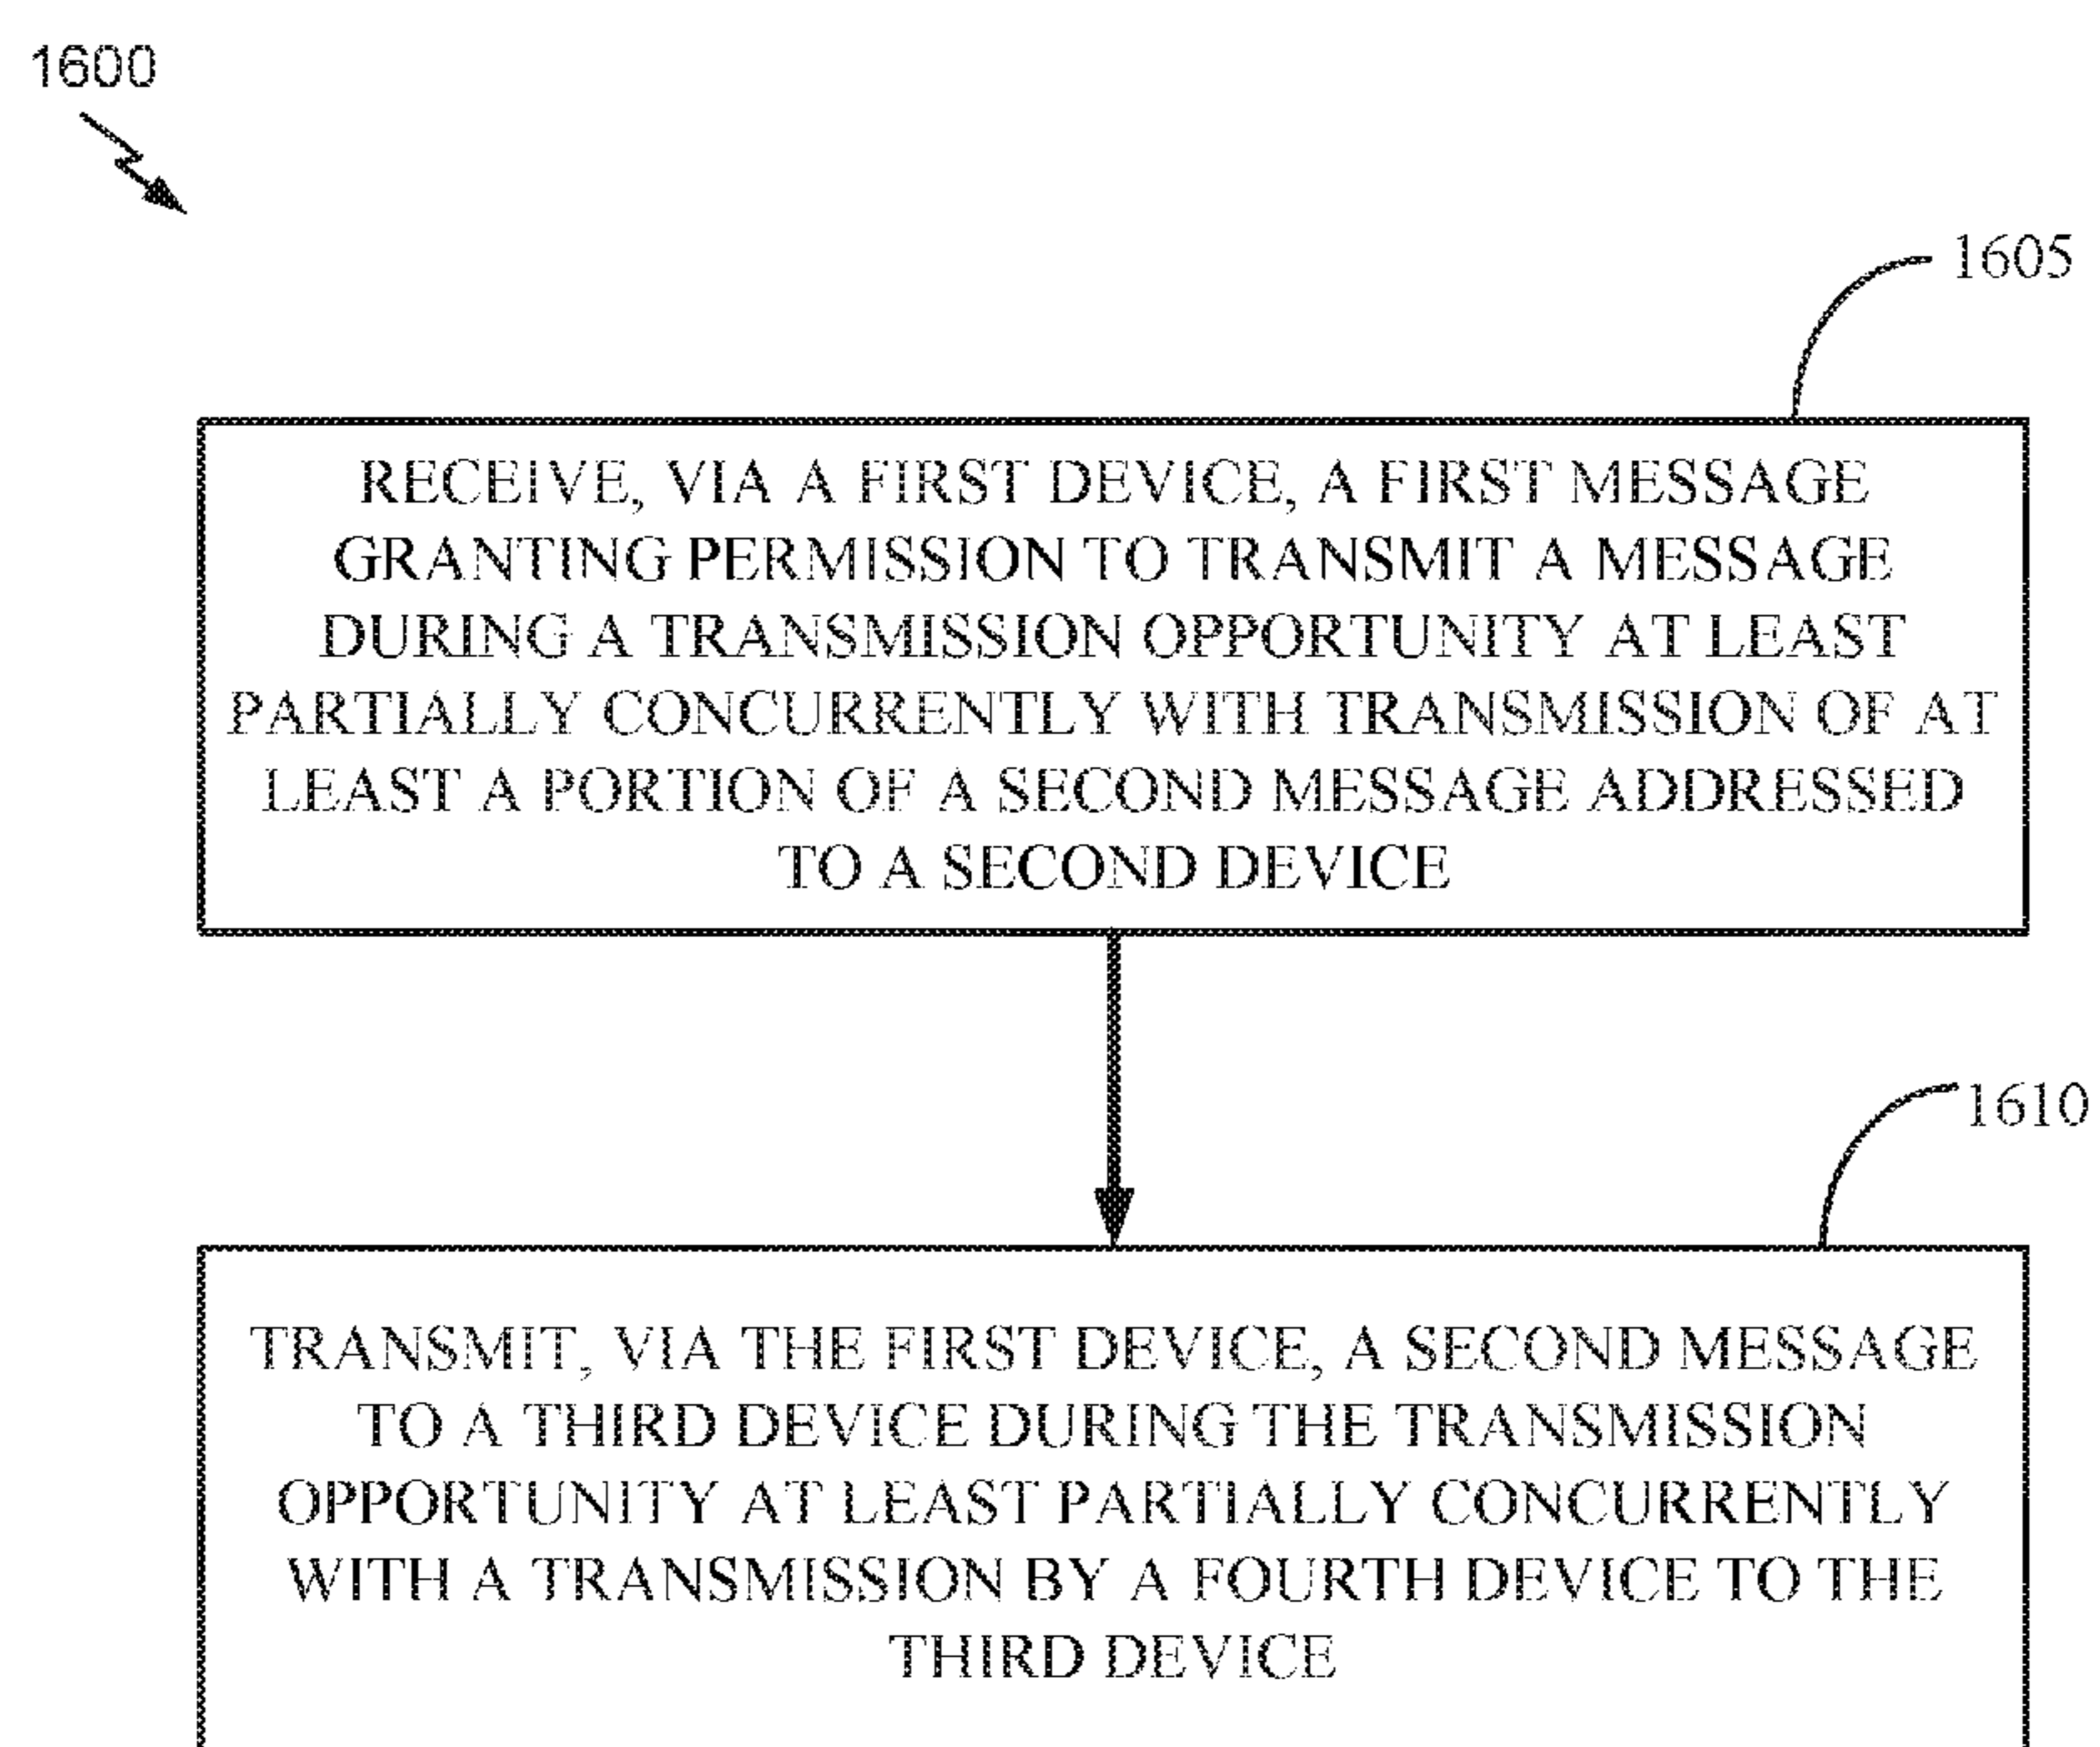 1600
1605
RECEIVE, VIA A FIRST DEVICE, A FIRST MESSAGE
GRANTING PERMISSION TO TRANSMIT A MESSAGE
DURING A TRANSMISSION OPPORTUNITY AT LEAST
PARTIALLY CONCURRENTLY WITH TRANSMISSION OF AT
LEAST A PORTION OF A SECOND MESSAGE ADDRESSED
TO A SECOND DEVICE
1610
TRANSMIT, VIA THE FIRST DEVICE, A SECOND MESSAGE
TO A THIRD DEVICE DURING THE TRANSMISSION
OPPORTUNITY AT LEAST PARTIALLY CONCURRENTLY
WITH A TRANSMISSION BY A FOURTH DEVICE TO THE
THIRD DEVICE